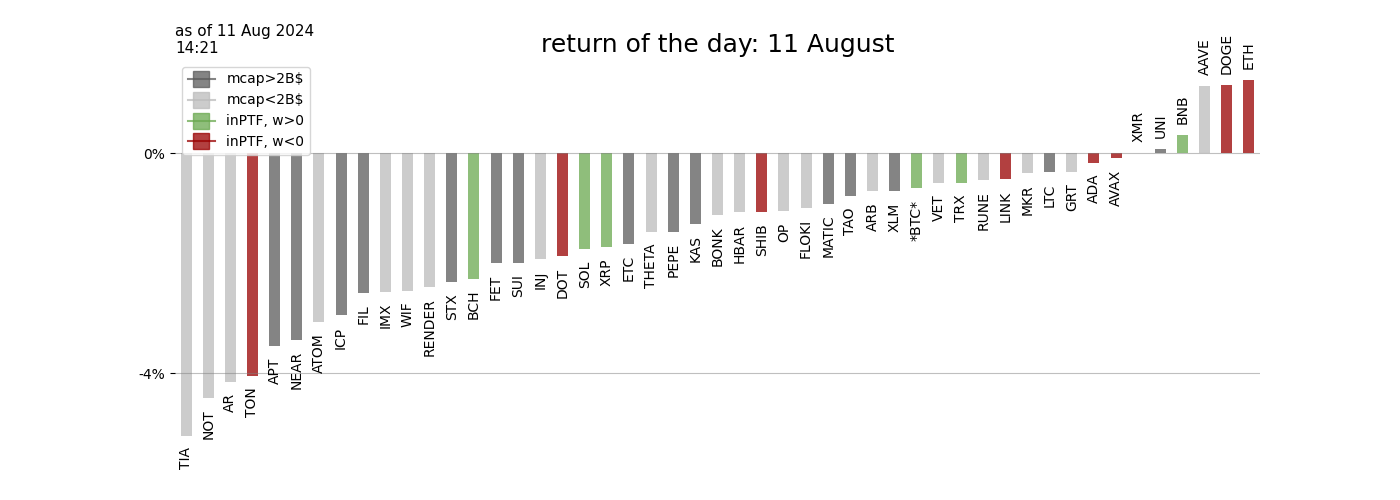 as of 11 Aug 2024
14:21
return of the day: 11 August
mcap>2B$
mcap<2B$
inPTF, w>0
inPTF, w<0
0%
-4%
TIA
NOT
AR
TON
APT
NEAR
ATOM
ICP
FIL
IMX
WIF
RENDER
STX
BCH
FET
SUI
INJ
DOT
SOL
XRP
ETC
THETA
PEPE
KAS
BONK
HBAR
SHIB
OP
FLOKI
MATIC
TAO
ARB
XLM
*BTC*
VET
TRX
RUNE
LINK
MKR
LTC
GRT
ADA
AVAX
XMR
UNI
BNB
AAVE
DOGE
ETH